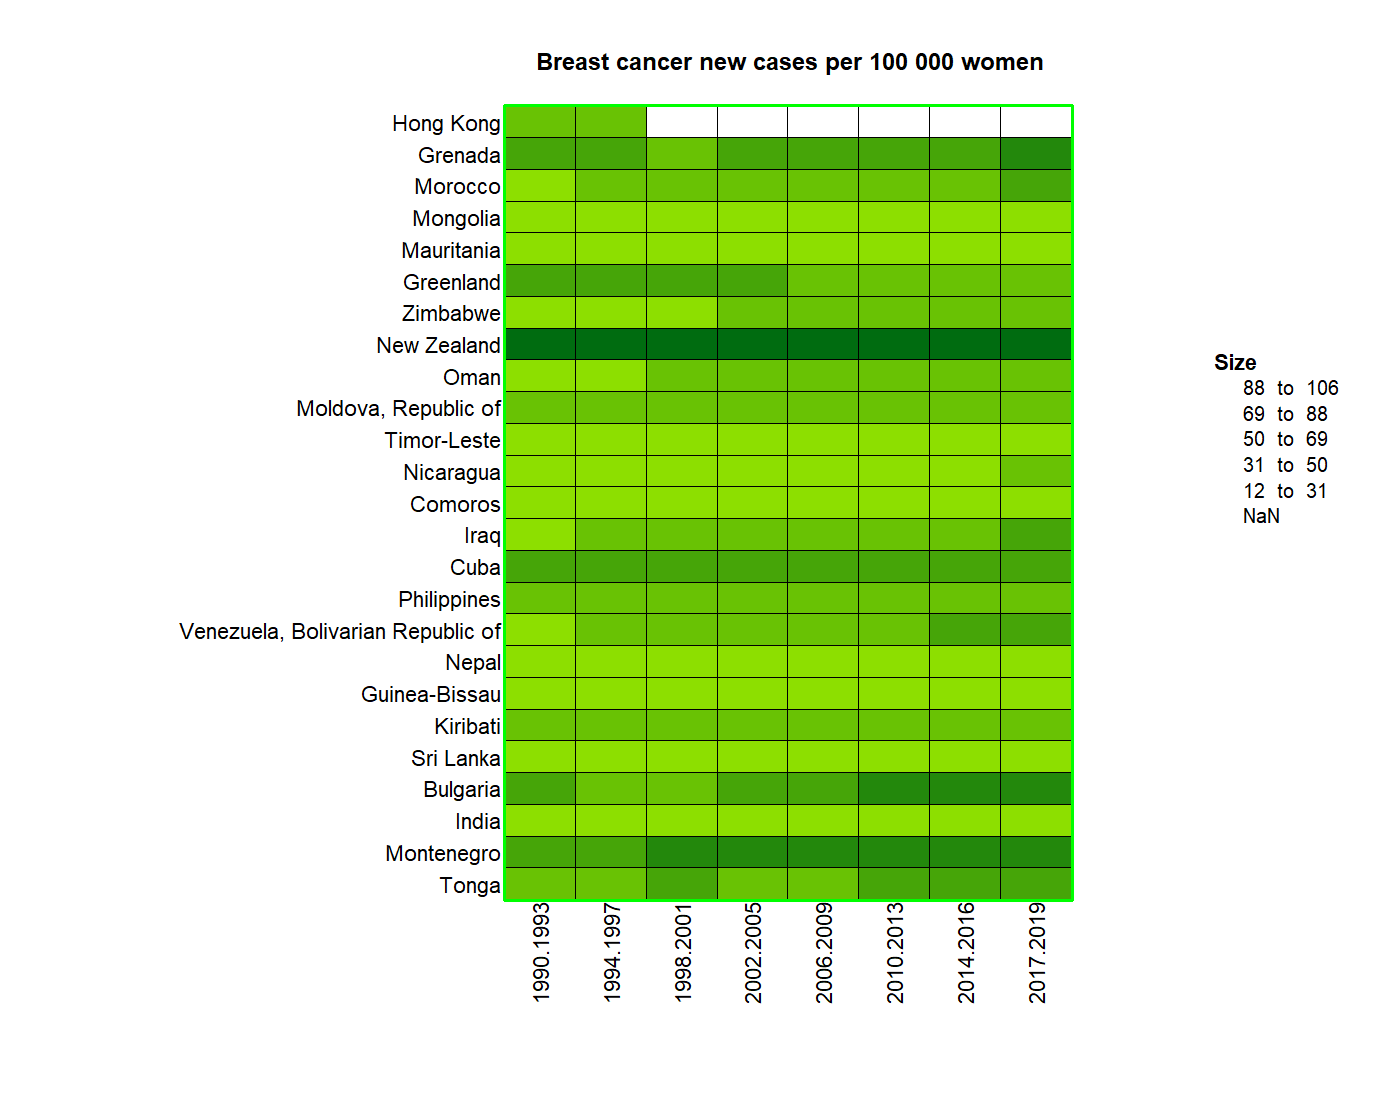 Breast cancer new cases per 100 000 women
Hong Kong
Grenada
Morocco
Mongolia
Mauritania
Greenland
Zimbabwe
New Zealand
Oman
Moldova, Republic of
Timor-Leste
Nicaragua
Comoros
Iraq
Cuba
Philippines
Venezuela, Bolivarian Republic of
Nepal
Guinea-Bissau
Kiribati
Sri Lanka
Bulgaria
India
Montenegro
Tonga
1990.1993
1994.1997
1998.2001
2002.2005
2006.2009
2010.2013
2014.2016
2017.2019
Size
88 to 106
69 to 88
50 to 69
31 to 50
12 to 31
NaN